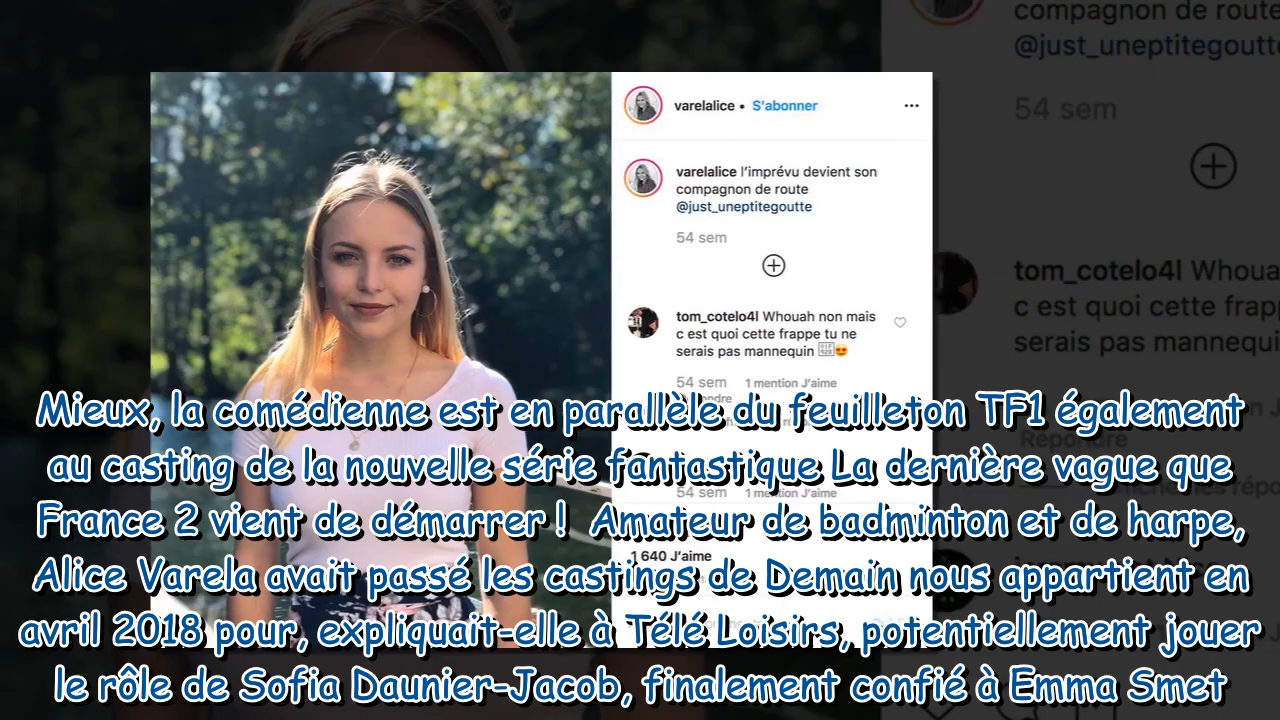 varelalice • S'abonner
varelalice l'imprévu devient son
compagnon de route
@just_uneptitegoutte
54 sem
tom_cotelo4l Whouah non mais
c est quoi cette frappe tu ne
serais pas mannequin
54 sem 1 mention J'aime
54 sem 1 mention J'aime
1 640 J'aime
compagnon de route
@just_uneptitegoutte
54 sem
tom_cotelo4l Whoua
c est quoi cette frapp
serais pas mannequi
Répondre
Mieux, la comédienne est en parallèle du feuilleton TF1 également
au casting de la nouvelle série fantastique La dernière vague que
France 2 vient de démarrer ! Amateur de badminton et de harpe,
Alice Varela avait passé les castings de Demain nous appartient en
avril 2018 pour, expliquait-elle à Télé Loisirs, potentiellement jouer
le rôle de Sofia Daunier-Jacob, finalement confié à Emma Smet